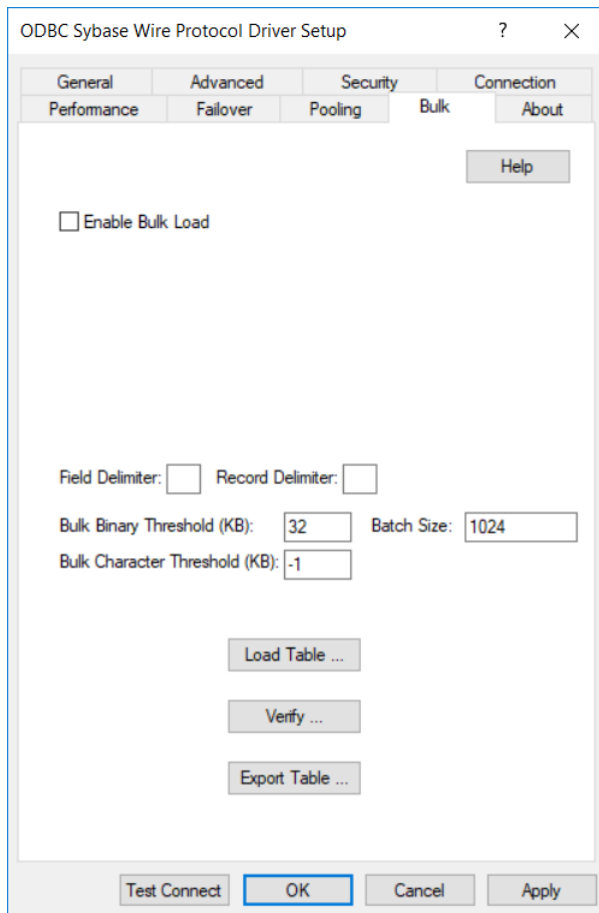 ODBC Sybase Wire Protocol Driver Setup ?
General Advanced Security Connection
Performance Failover Pooling Bulk About
Help
Enable Bulk Load
Field Delimiter: Record Delimiter:
Bulk Binary Threshold (KB): 32 Batch Size: 1024
Bulk Character Threshold (KB): -1
Load Table ...
Verify ...
Export Table ...
Test Connect OK Cancel Apply